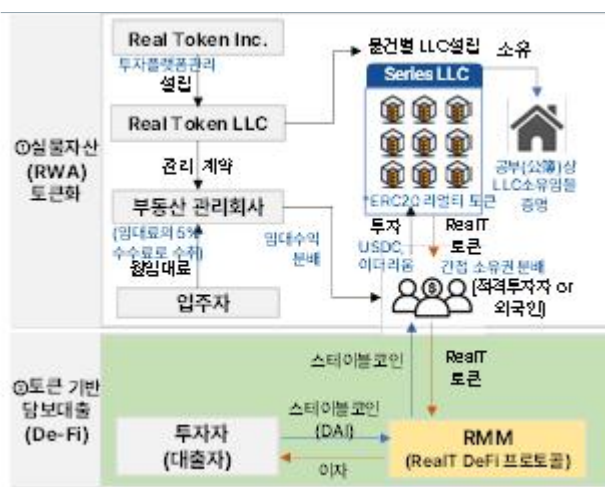 Real Token Inc.
투자플랫폼관리
설립
Real Token LLC
관리 계약
부동산 관리회사
(임대료의 5%
수수료로 수취)
월임대료
입주자
①실물자산
(RWA)
토큰화
물건별 LLC설립
소유
Series LLC
*ERC20 리얼티 토큰
공부(公簿)상
LLC소유임을
증명
임대수익
분배
투자
USDC,
이더리움
RealT
토큰
간접 소유권 분배
(적격투자자 or
외국인)
스테이블코인
RealT
토큰
②토큰 기반
담보대출
(De-Fi)
투자자
(대출자)
스테이블코인
(DAI)
이자
RMM
(RealT DeFi 프로토콜)